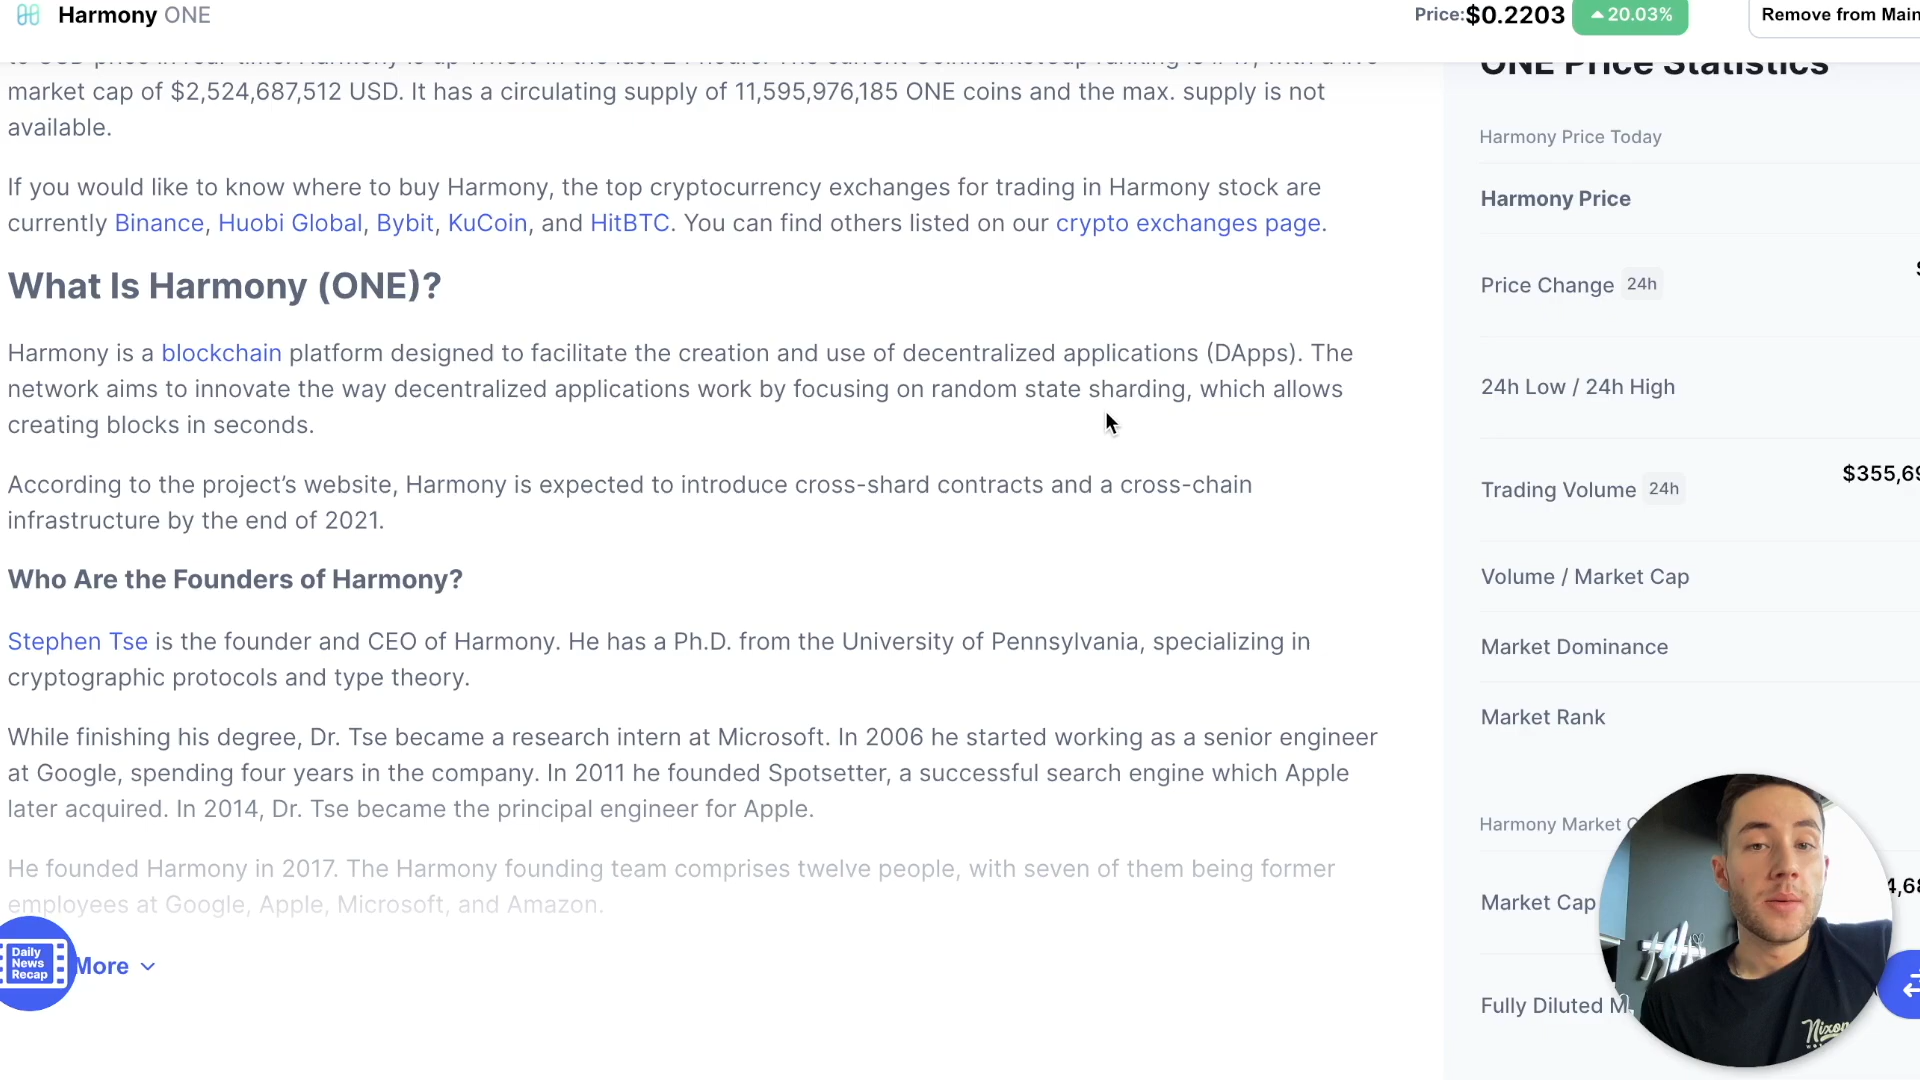 Harmony ONE
Price:$0.2203
20.03%
Remove from Main
market cap of $2,524,687,512 USD. It has a circulating supply of 11,595,976,185 ONE coins and the max. supply is not
available.
If you would like to know where to buy Harmony, the top cryptocurrency exchanges for trading in Harmony stock are
currently Binance, Huobi Global, Bybit, KuCoin, and HitBTC. You can find others listed on our crypto exchanges page.
What Is Harmony (ONE)?
Harmony is a blockchain platform designed to facilitate the creation and use of decentralized applications (DApps). The
network aims to innovate the way decentralized applications work by focusing on random state sharding, which allows
creating blocks in seconds.
According to the project’s website, Harmony is expected to introduce cross-shard contracts and a cross-chain
infrastructure by the end of 2021.
Who Are the Founders of Harmony?
Stephen Tse is the founder and CEO of Harmony. He has a Ph.D. from the University of Pennsylvania, specializing in
cryptographic protocols and type theory.
While finishing his degree, Dr. Tse became a research intern at Microsoft. In 2006 he started working as a senior engineer
at Google, spending four years in the company. In 2011 he founded Spotsetter, a successful search engine which Apple
later acquired. In 2014, Dr. Tse became the principal engineer for Apple.
He founded Harmony in 2017. The Harmony founding team comprises twelve people, with seven of them being former
employees at Google, Apple, Microsoft, and Amazon.
Daily
News
Recap
More
ONE Price Statistics
Harmony Price Today
Harmony Price
Price Change 24h
$
24h Low / 24h High
Trading Volume 24h
$355,69
Volume / Market Cap
Market Dominance
Market Rank
Harmony Market
Market Cap
4,68
Fully Diluted M
Nixon